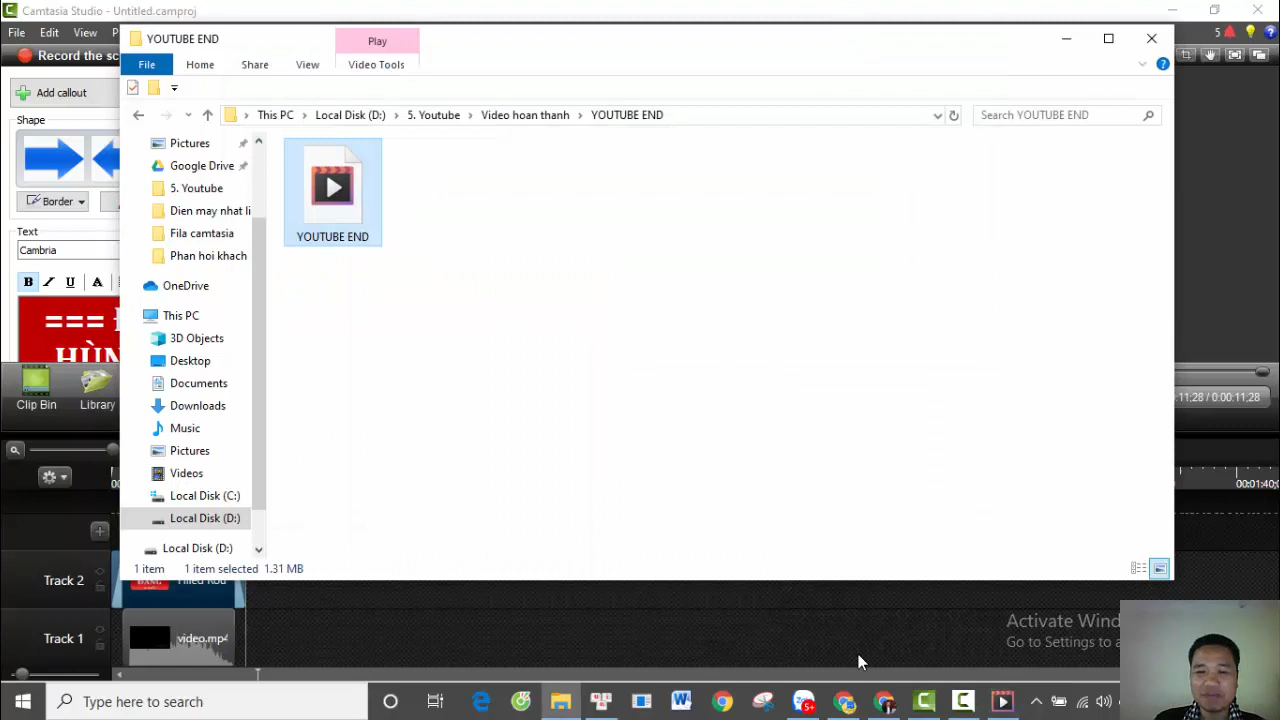 Camtasia Studio - Untitled.camproj
File Edit View
5
Record the sc
Add callout
Shape
Border
Text
Cambria
B I U A
===
HÙN
Clip Bin Library
YOUTUBE END
Play
File Home Share View Video Tools
This PC > Local Disk (D:) > 5. Youtube > Video hoan thanh > YOUTUBE END
Search YOUTUBE END
Pictures
Google Drive
5. Youtube
Dien may nhat li
Fila camtasia
Phan hoi khach
OneDrive
This PC
3D Objects
Desktop
Documents
Downloads
Music
Pictures
Videos
Local Disk (C:)
Local Disk (D:)
Local Disk (D:)
YOUTUBE END
1 item 1 item selected 1.31 MB
:11;28 / 0:00:11;28
00:01:40;
Track 2
Track 1 video.mp4
Activate Wind
Go to Settings to a
Type here to search
5+